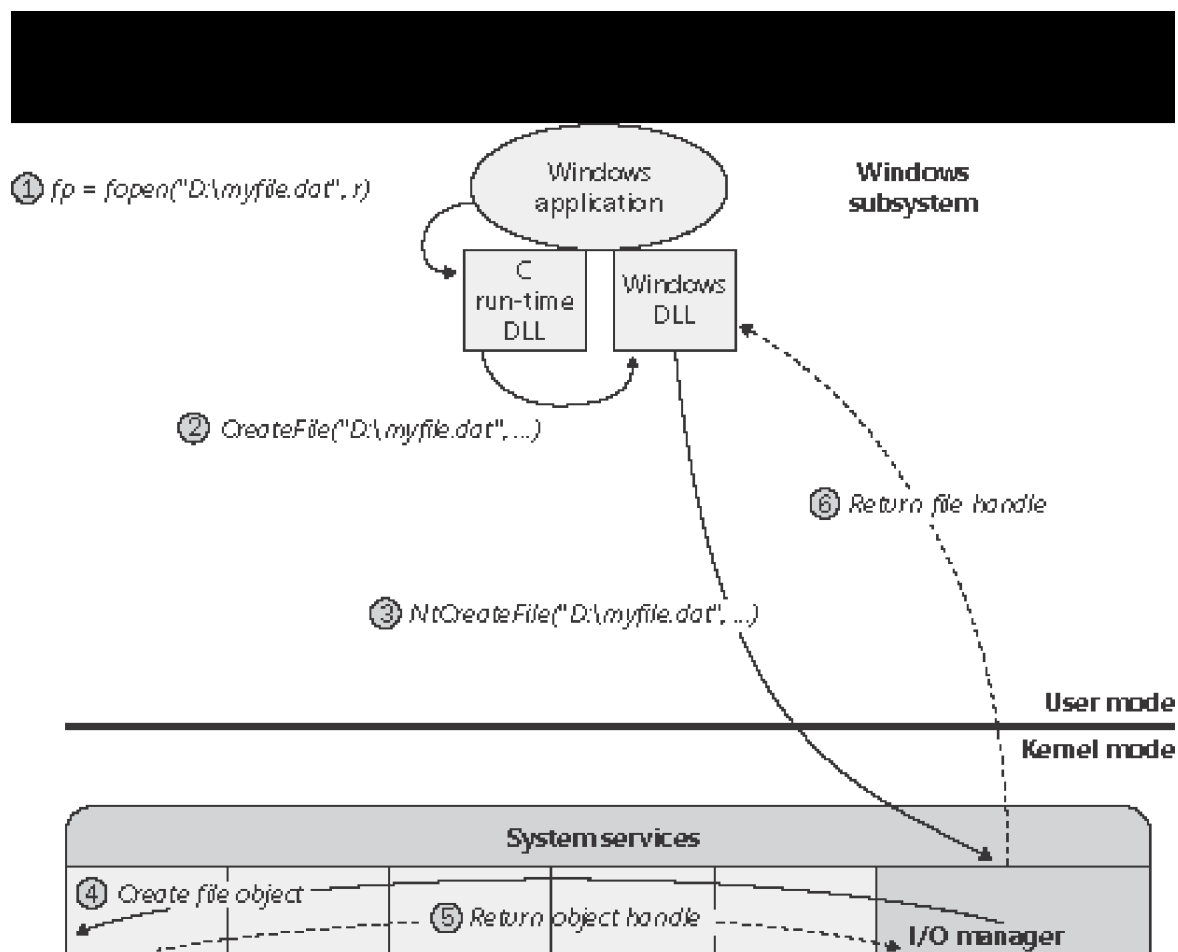 Windows
application
Windows
subsystem
1 fp = fopen("D:\myfile.dat", r)
C
run-time
DLL
Windows
DLL
2 CreateFile("D:\myfile.dat", ...)
6 Return file handle
3 NtCreateFile("D:\myfile.dat", ...)
User mode
Kernel mode
System services
4 Create file object
5 Return object handle
I/O manager